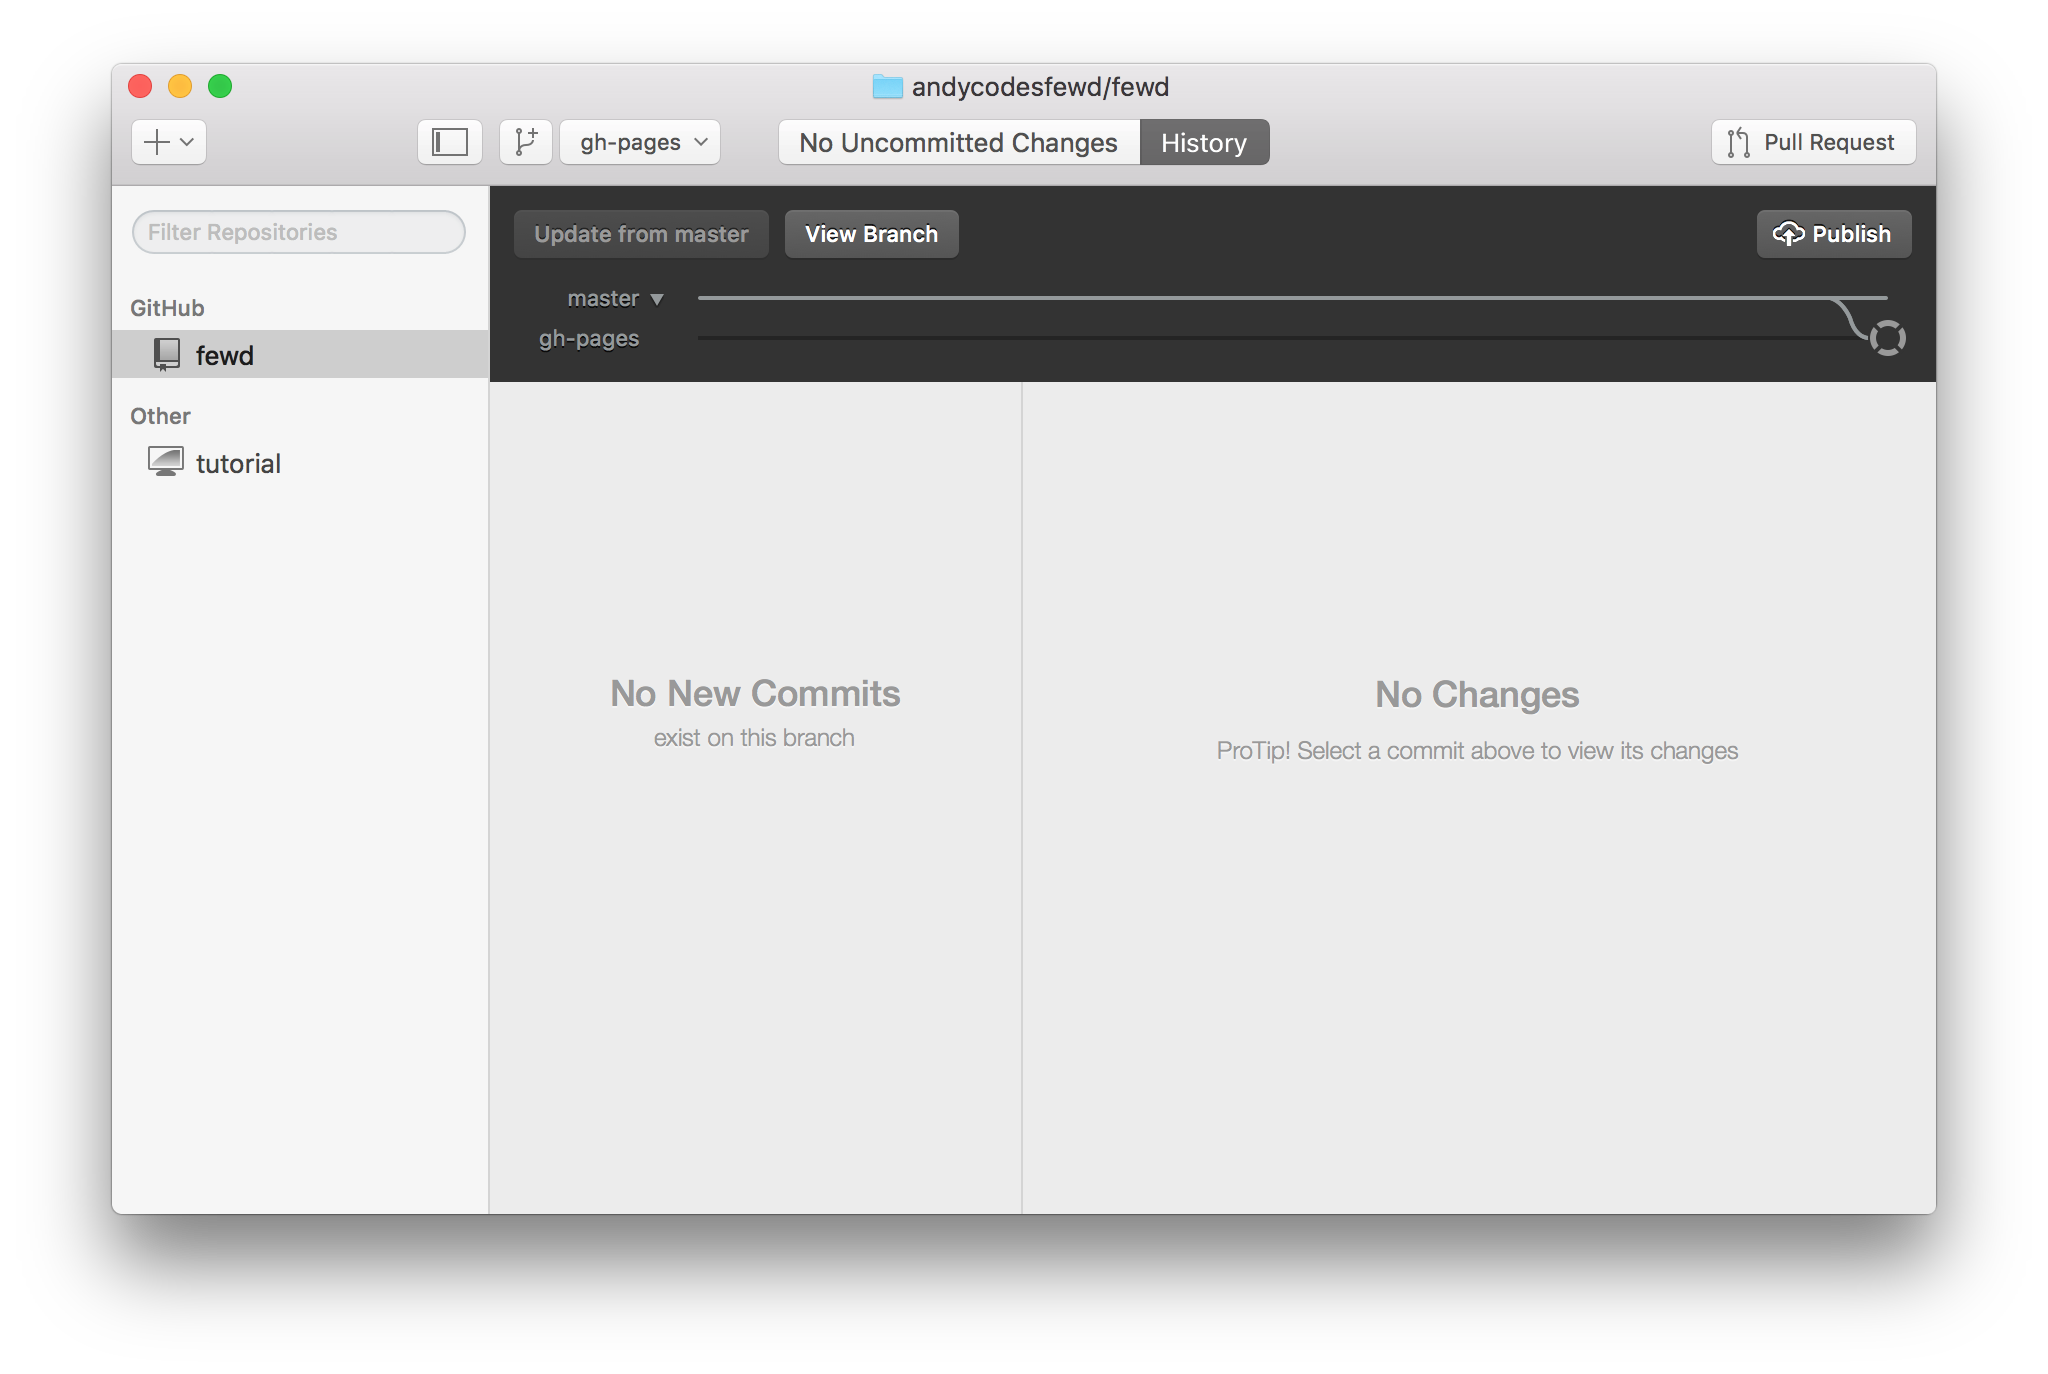 andycodesfewd/fewd
gh-pages
No Uncommitted Changes
History
Pull Request
Filter Repositories
GitHub
fewd
Other
tutorial
Update from master
View Branch
Publish
master
gh-pages
No New Commits
exist on this branch
No Changes
ProTip! Select a commit above to view its changes